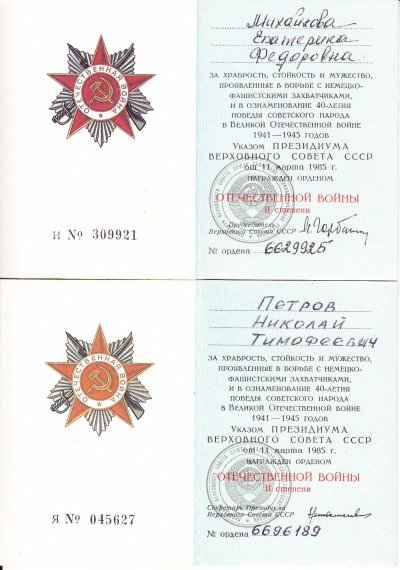 ОТЕЧЕСТВЕННАЯ ВОЙНА
И № 309921
Михайлова
Екатерина
Федоровна
ЗА ХРАБРОСТЬ, СТОЙКОСТЬ И МУЖЕСТВО,
ПРОЯВЛЕННЫЕ В БОРЬБЕ С НЕМЕЦКО-
ФАШИСТСКИМИ ЗАХВАТЧИКАМИ,
И В ОЗНАМЕНОВАНИЕ 40-ЛЕТИЯ
ПОБЕДЫ СОВЕТСКОГО НАРОДА
В ВЕЛИКОЙ ОТЕЧЕСТВЕННОЙ ВОЙНЕ
1941—1945 ГОДОВ
УКАЗОМ ПРЕЗИДИУМА
ВЕРХОВНОГО СОВЕТА СССР
от 11 марта 1985 г.
НАГРАЖДЕН ОРДЕНОМ
ОТЕЧЕСТВЕННОЙ ВОЙНЫ
II степени
Председатель
Верховного Совета СССР
№ ордена 6629925
ОТЕЧЕСТВЕННАЯ ВОЙНА
Я № 045627
ПЕТРОВ
НИКОЛАЙ
ТИМОФЕЕВИЧ
ЗА ХРАБРОСТЬ, СТОЙКОСТЬ И МУЖЕСТВО,
ПРОЯВЛЕННЫЕ В БОРЬБЕ С НЕМЕЦКО-
ФАШИСТСКИМИ ЗАХВАТЧИКАМИ,
И В ОЗНАМЕНОВАНИЕ 40-ЛЕТИЯ
ПОБЕДЫ СОВЕТСКОГО НАРОДА
В ВЕЛИКОЙ ОТЕЧЕСТВЕННОЙ ВОЙНЕ
1941—1945 ГОДОВ
УКАЗОМ ПРЕЗИДИУМА
ВЕРХОВНОГО СОВЕТА СССР
от 11 марта 1985 г.
НАГРАЖДЕН ОРДЕНОМ
ОТЕЧЕСТВЕННОЙ ВОЙНЫ
II степени
Секретарь Президиума
Верховного Совета СССР
№ ордена 6696189